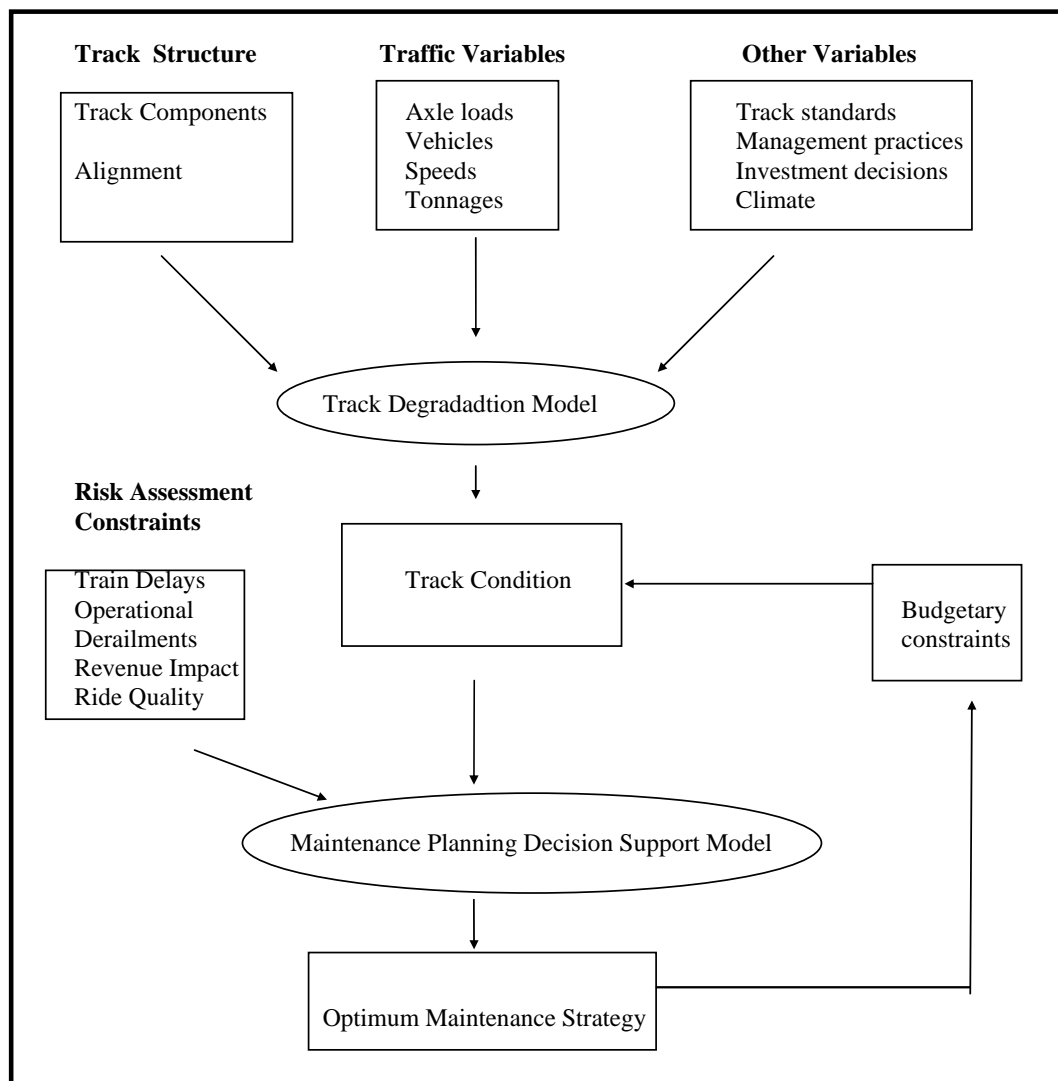 Track Structure
Traffic Variables
Other Variables
Track Components
Alignment
Axle loads
Vehicles
Speeds
Tonnages
Track standards
Management practices
Investment decisions
Climate
Track Degradadtion Model
Risk Assessment
Constraints
Train Delays
Operational
Derailments
Revenue Impact
Ride Quality
Track Condition
Budgetary
constraints
Maintenance Planning Decision Support Model
Optimum Maintenance Strategy